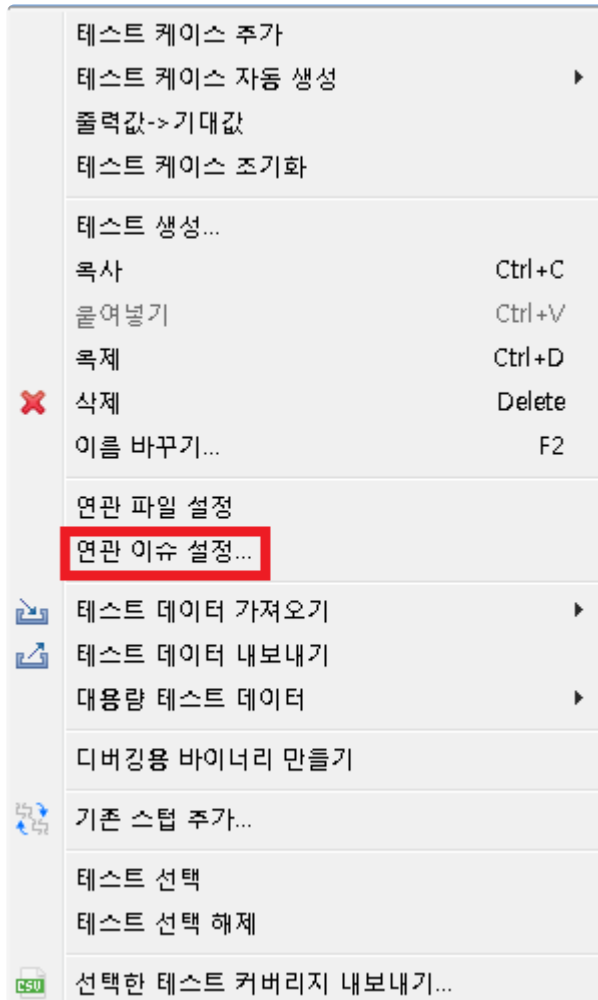 테스트 케이스 추가
테스트 케이스 자동 생성
출력값->기대값
테스트 케이스 초기화
테스트 생성...
복사 Ctrl+C
붙여넣기 Ctrl+V
복제 Ctrl+D
삭제 Delete
이름 바꾸기... F2
연관 파일 설정
연관 이슈 설정...
테스트 데이터 가져오기
테스트 데이터 내보내기
대용량 테스트 데이터
디버깅용 바이너리 만들기
기존 스텁 추가...
테스트 선택
테스트 선택 해제
CSV 선택한 테스트 커버리지 내보내기...